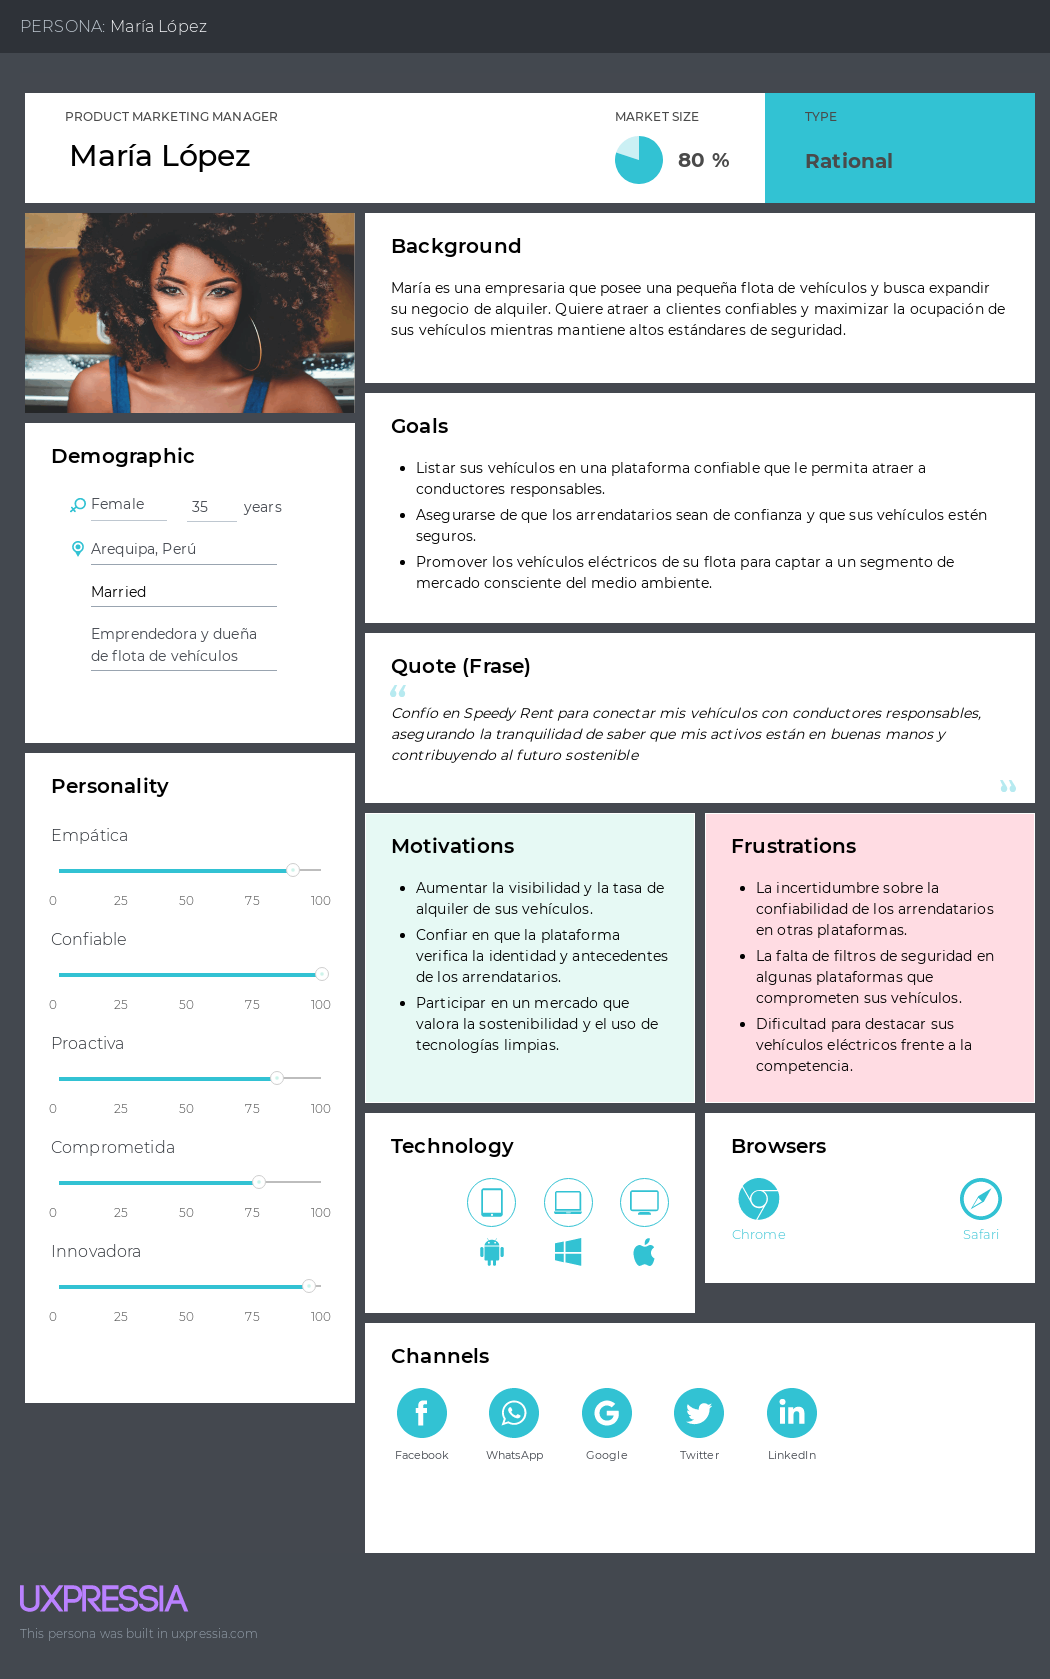 PERSONA: María López
PRODUCT MARKETING MANAGER
María López
MARKET SIZE
80 %
TYPE
Rational
Background
María es una empresaria que posee una pequeña flota de vehículos y busca expandir
su negocio de alquiler. Quiere atraer a clientes confiables y maximizar la ocupación de
sus vehículos mientras mantiene altos estándares de seguridad.
Goals
Listar sus vehículos en una plataforma confiable que le permita atraer a
conductores responsables.
Asegurarse de que los arrendatarios sean de confianza y que sus vehículos estén
seguros.
Promover los vehículos eléctricos de su flota para captar a un segmento de
mercado consciente del medio ambiente.
Demographic
Female 35 years
Arequipa, Perú
Married
Emprendedora y dueña
de flota de vehículos
Quote (Frase)
“
Confío en Speedy Rent para conectar mis vehículos con conductores responsables,
asegurando la tranquilidad de saber que mis activos están en buenas manos y
contribuyendo al futuro sostenible
”
Personality
Empática
0 25 50 75 100
Confiable
0 25 50 75 100
Proactiva
0 25 50 75 100
Comprometida
0 25 50 75 100
Innovadora
0 25 50 75 100
Motivations
Aumentar la visibilidad y la tasa de
alquiler de sus vehículos.
Confiar en que la plataforma
verifica la identidad y antecedentes
de los arrendatarios.
Participar en un mercado que
valora la sostenibilidad y el uso de
tecnologías limpias.
Frustrations
La incertidumbre sobre la
confiabilidad de los arrendatarios
en otras plataformas.
La falta de filtros de seguridad en
algunas plataformas que
comprometen sus vehículos.
Dificultad para destacar sus
vehículos eléctricos frente a la
competencia.
Technology
Browsers
Chrome
Safari
Channels
Facebook
WhatsApp
Google
Twitter
LinkedIn
UXPRESSIA
This persona was built in uxpressia.com